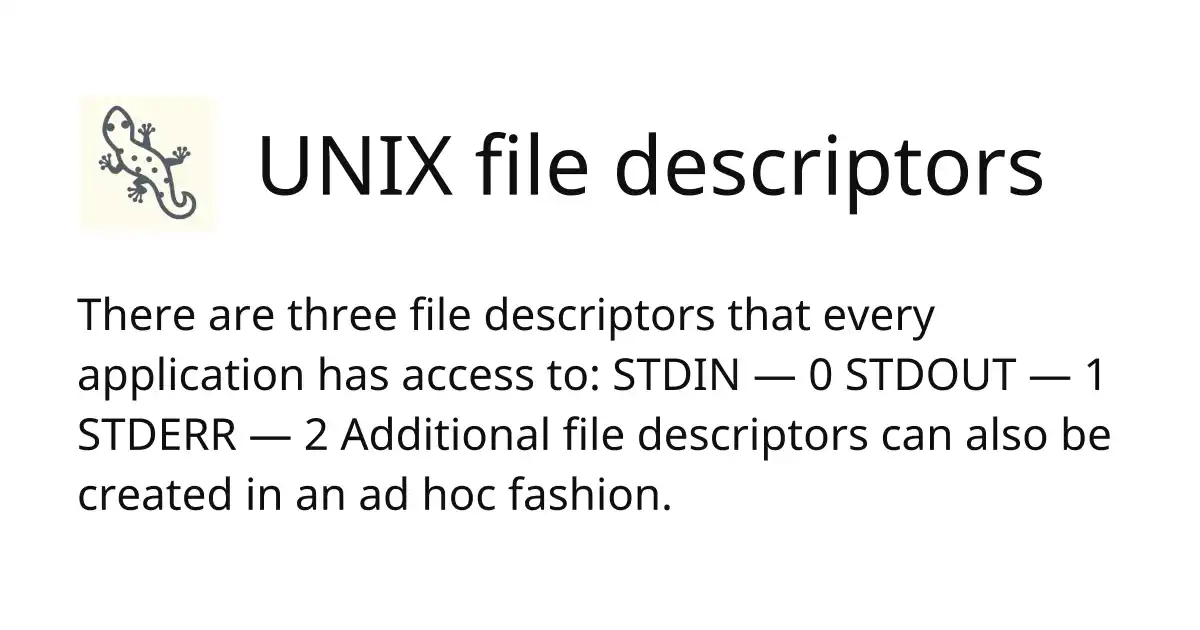 UNIX file descriptors
There are three file descriptors that every
application has access to: STDIN — 0 STDOUT — 1
STDERR — 2 Additional file descriptors can also be
created in an ad hoc fashion.